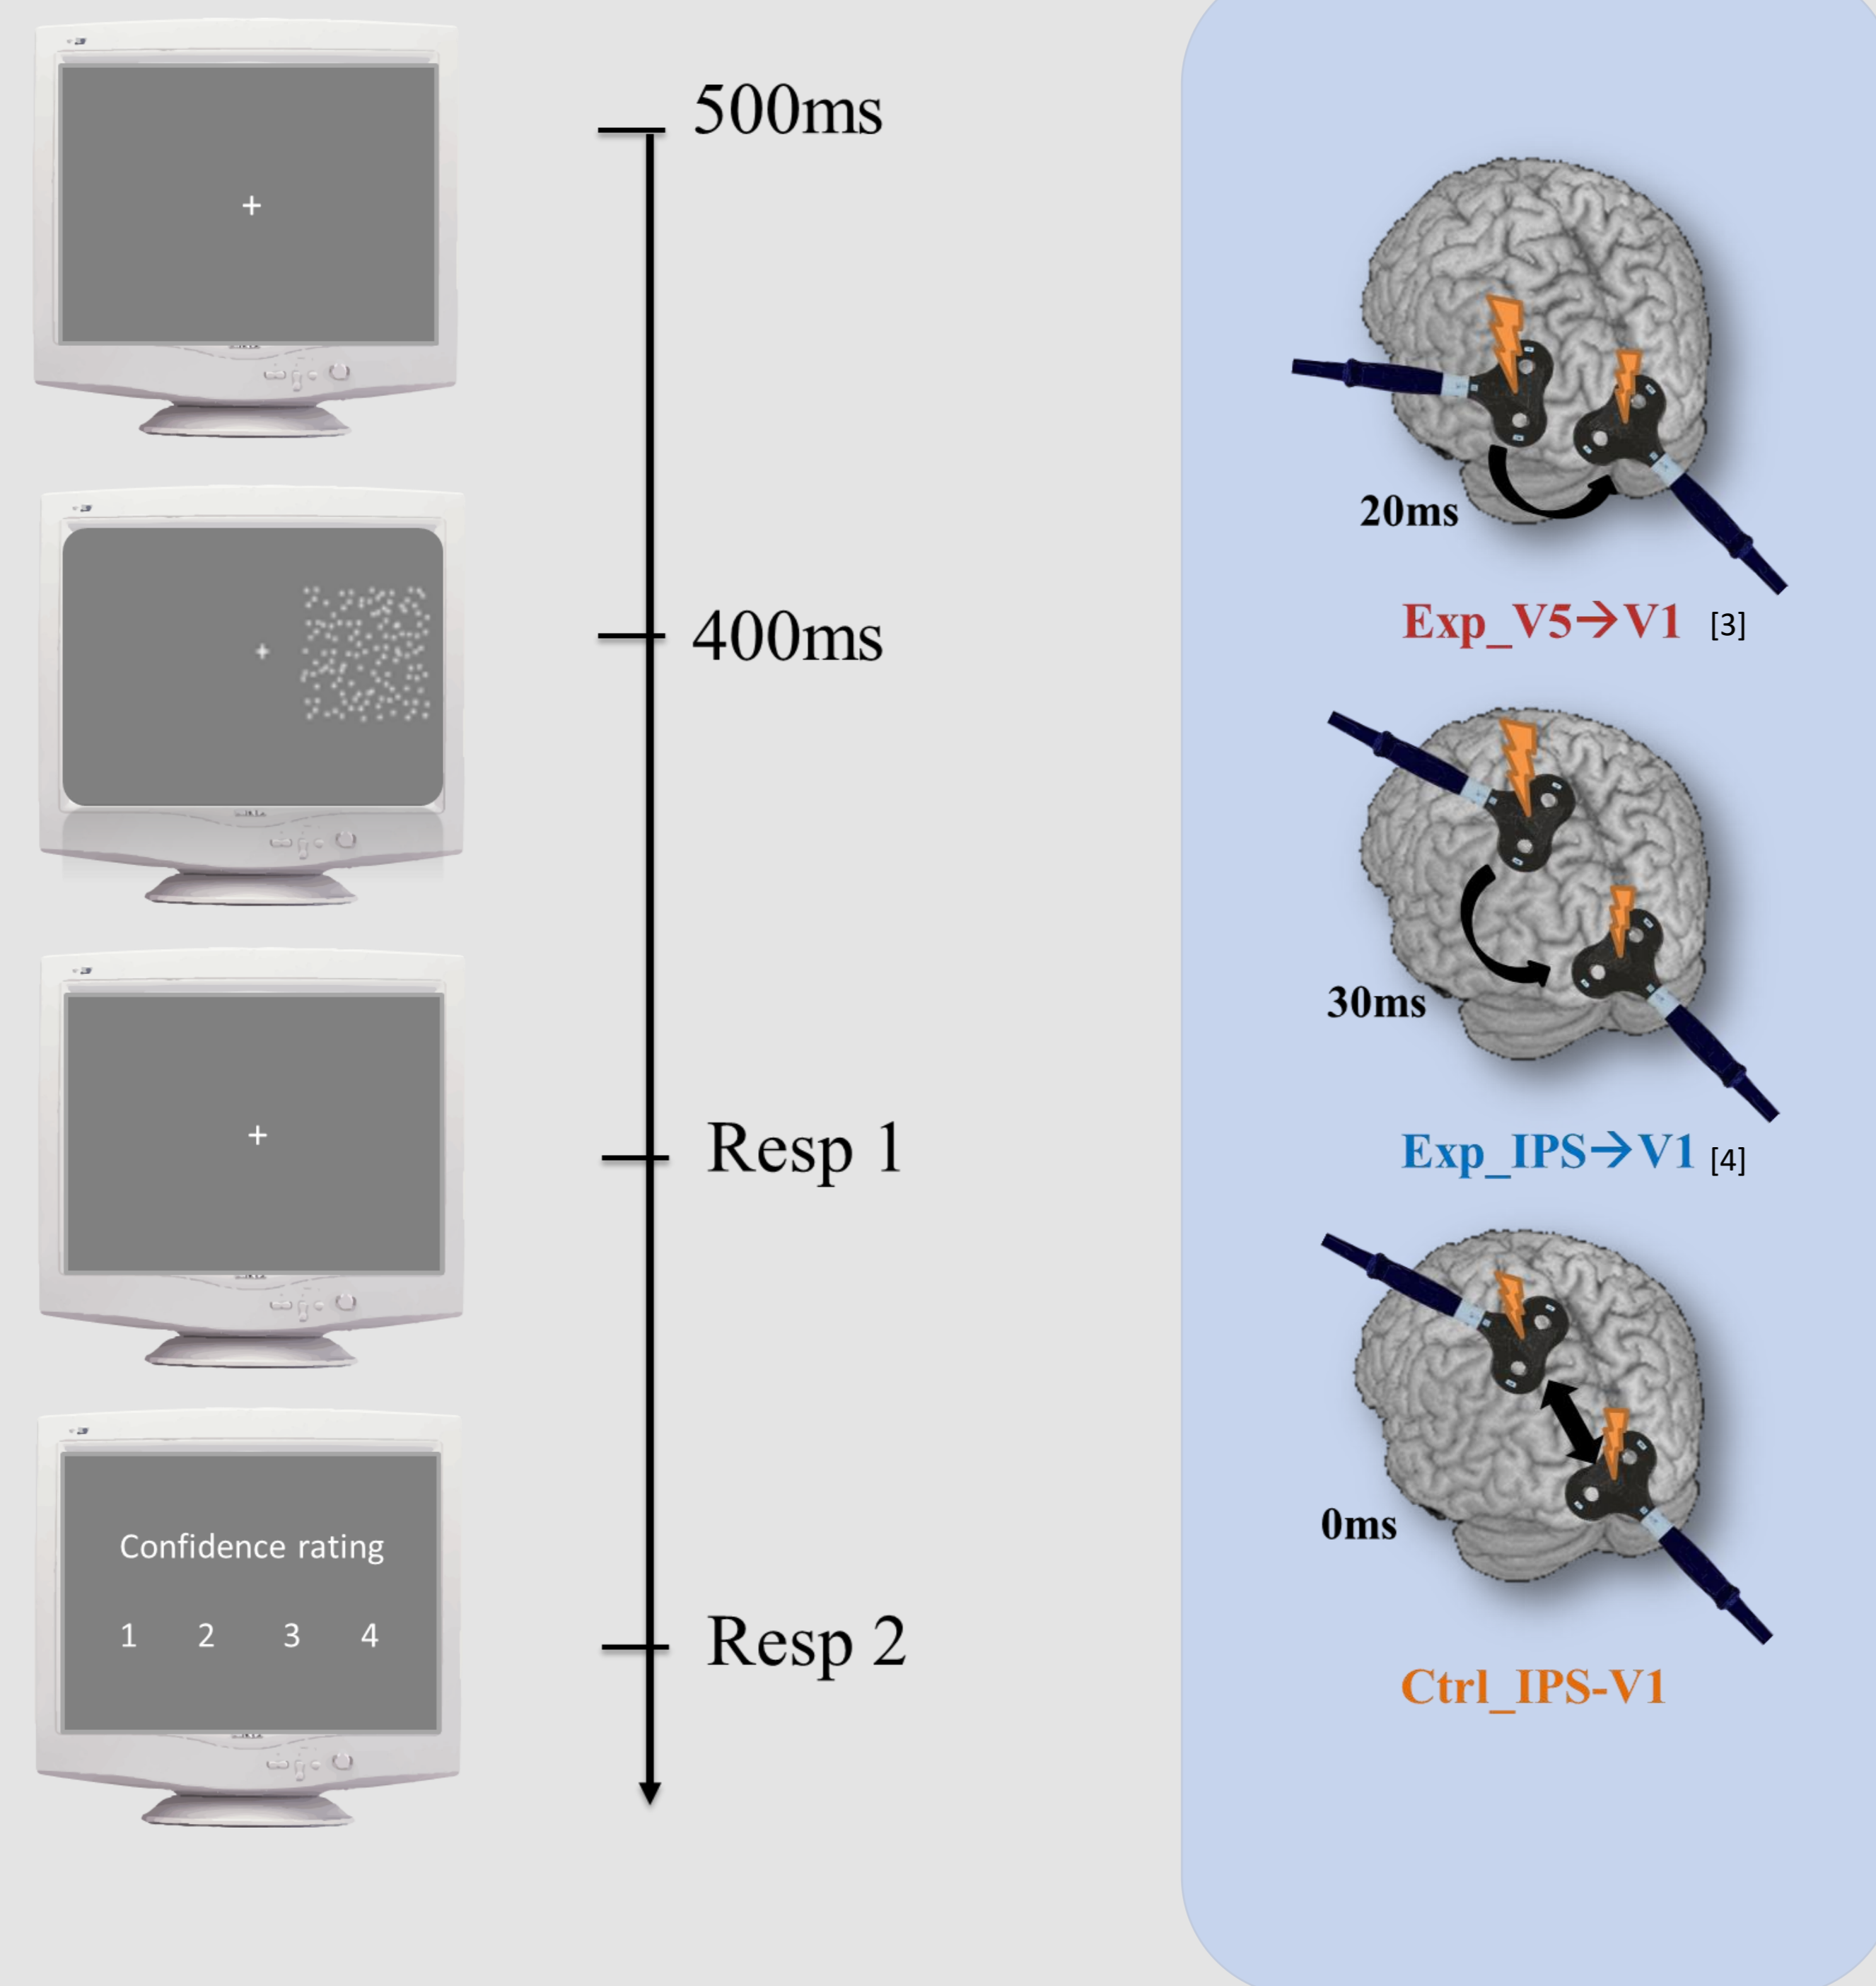 500ms
400ms
Resp 1
Resp 2
Confidence rating
1 2 3 4
20ms
Exp_V5→V1 [3]
30ms
Exp_IPS→V1 [4]
0ms
Ctrl_IPS-V1